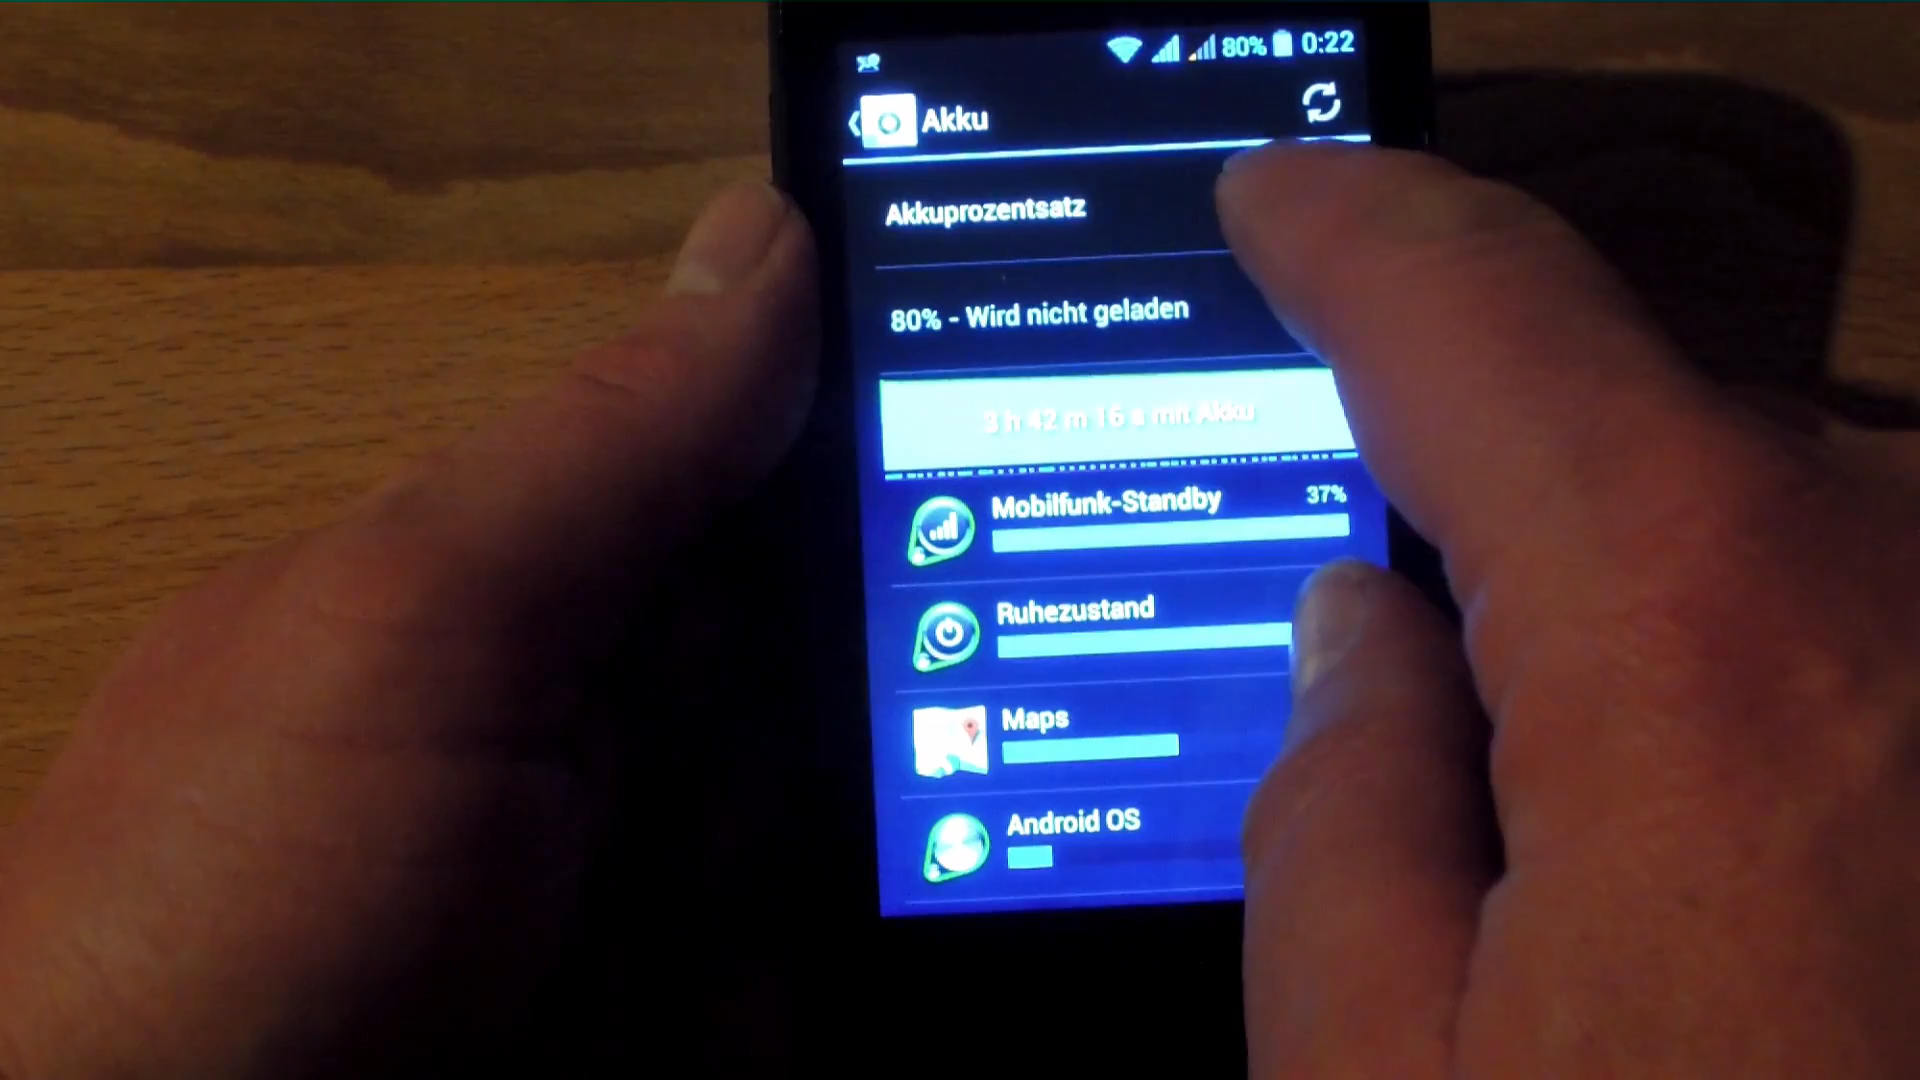 80% 0:22
Akku
Akkuprozentsatz
80% - Wird nicht geladen
3 h 42 m 16 s mit Akku
Mobilfunk-Standby 37%
Ruhezustand
Maps
Android OS